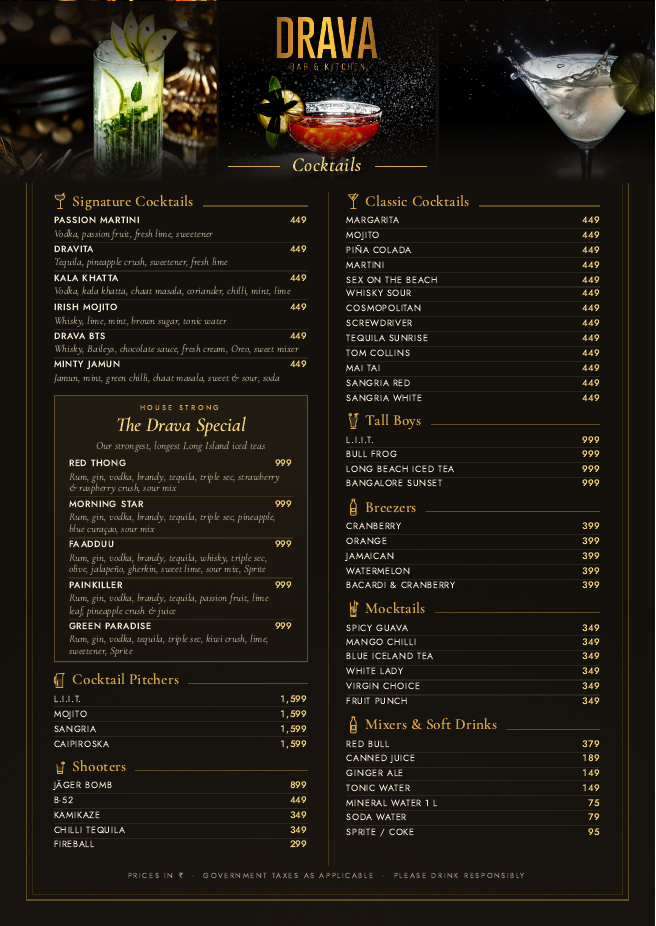 DRAVA
BAR & KITCHEN
Cocktails
Signature Cocktails
PASSION MARTINI 449
Vodka, passion fruit, fresh lime, sweetener
DRAVITA 449
Tequila, pineapple crush, sweetener, fresh lime
KALA KHATTA 449
Vodka, kala khatta, chaat masala, coriander, chilli, mint, lime
IRISH MOJITO 449
Whisky, lime, mint, brown sugar, tonic water
DRAVA BTS 449
Whisky, Baileys, chocolate sauce, fresh cream, Oreo, sweet mixer
MINTY JAMUN 449
Jamun, mint, green chilli, chaat masala, sweet & sour, soda
HOUSE STRONG
The Drava Special
Our strongest, longest Long Island iced teas
RED THONG 999
Rum, gin, vodka, brandy, tequila, triple sec, strawberry
& raspberry crush, sour mix
MORNING STAR 999
Rum, gin, vodka, brandy, tequila, triple sec, pineapple,
blue curaçao, sour mix
FAADDUU 999
Rum, gin, vodka, brandy, tequila, whisky, triple sec,
olive, jalapeño, gherkin, sweet lime, sour mix, Sprite
PAINKILLER 999
Rum, gin, vodka, brandy, tequila, passion fruit, lime
leaf, pineapple crush & juice
GREEN PARADISE 999
Rum, gin, vodka, tequila, triple sec, kiwi crush, lime,
sweetener, Sprite
Cocktail Pitchers
L.I.I.T. 1,599
MOJITO 1,599
SANGRIA 1,599
CAIPIROSKA 1,599
Shooters
JÄGER BOMB 899
B-52 449
KAMIKAZE 349
CHILLI TEQUILA 349
FIREBALL 299
Classic Cocktails
MARGARITA 449
MOJITO 449
PIÑA COLADA 449
MARTINI 449
SEX ON THE BEACH 449
WHISKY SOUR 449
COSMOPOLITAN 449
SCREWDRIVER 449
TEQUILA SUNRISE 449
TOM COLLINS 449
MAI TAI 449
SANGRIA RED 449
SANGRIA WHITE 449
Tall Boys
L.I.I.T. 999
BULL FROG 999
LONG BEACH ICED TEA 999
BANGALORE SUNSET 999
Breezers
CRANBERRY 399
ORANGE 399
JAMAICAN 399
WATERMELON 399
BACARDI & CRANBERRY 399
Mocktails
SPICY GUAVA 349
MANGO CHILLI 349
BLUE ICELAND TEA 349
WHITE LADY 349
VIRGIN CHOICE 349
FRUIT PUNCH 349
Mixers & Soft Drinks
RED BULL 379
CANNED JUICE 189
GINGER ALE 149
TONIC WATER 149
MINERAL WATER 1 L 75
SODA WATER 79
SPRITE / COKE 95
PRICES IN ₹ · GOVERNMENT TAXES AS APPLICABLE · PLEASE DRINK RESPONSIBLY